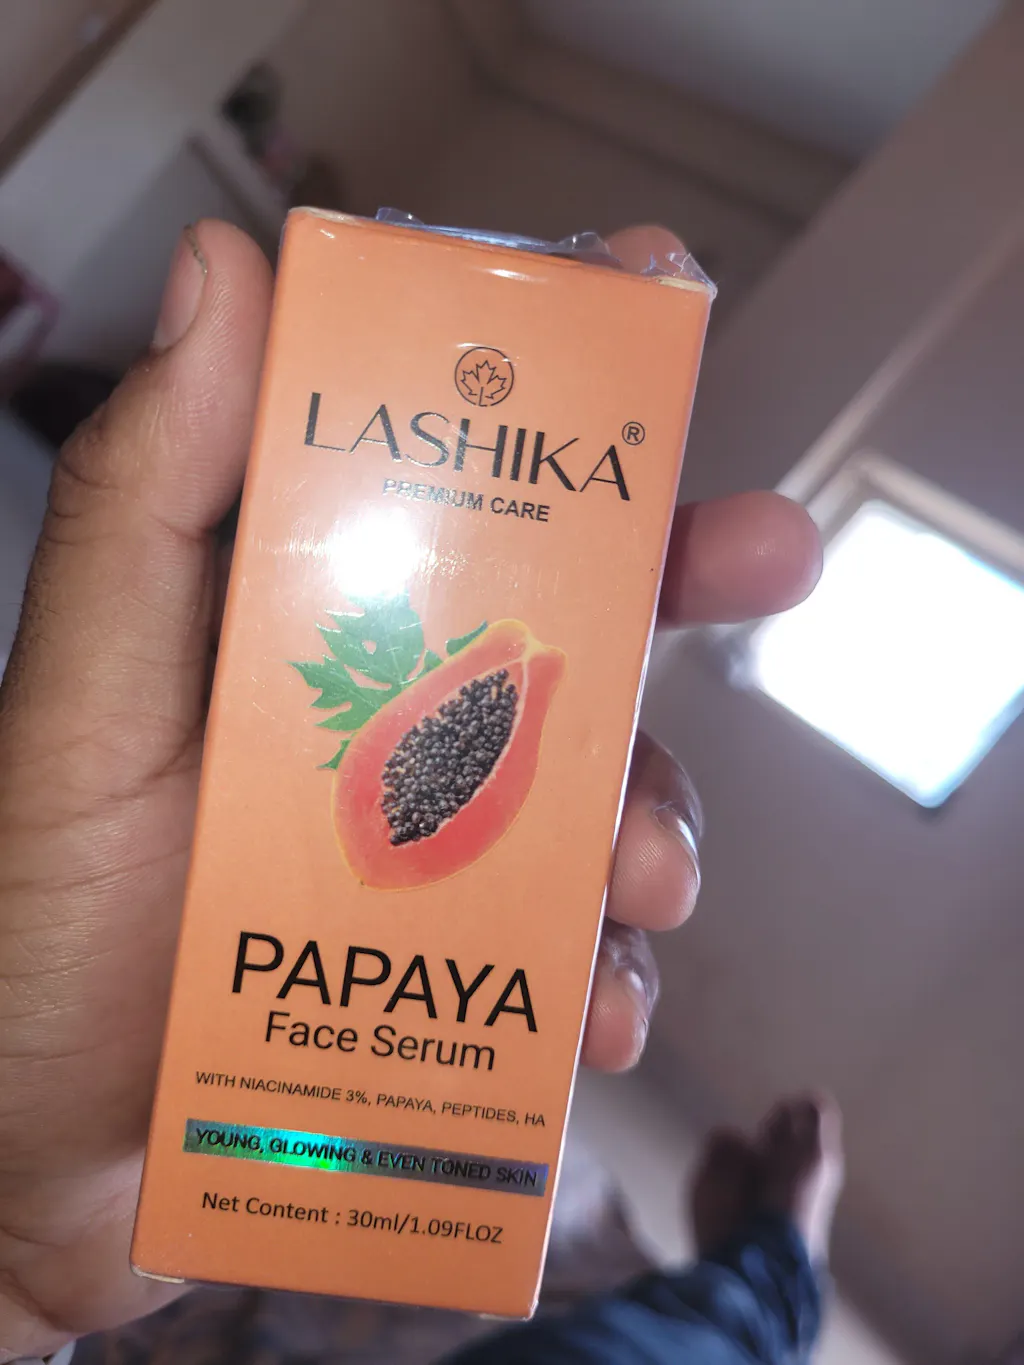 LASHIKA®
PREMIUM CARE
PAPAYA
Face Serum
WITH NIACINAMIDE 3%, PAPAYA, PEPTIDES, HA
YOUNG, GLOWING & EVEN TONED SKIN
Net Content : 30ml/1.09FLOZ